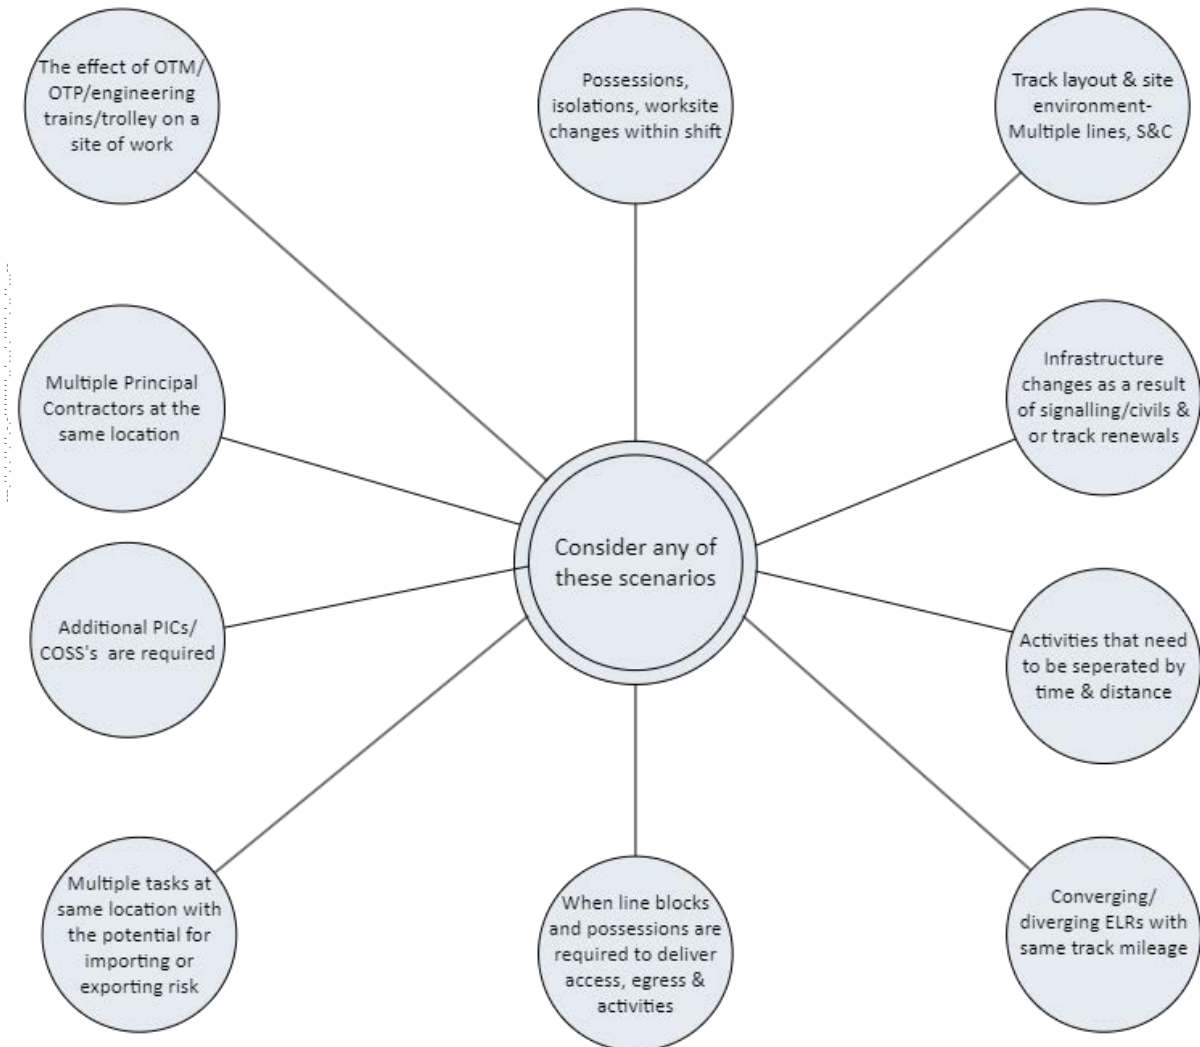 The effect of OTM/
OTP/engineering
trains/trolley on a
site of work
Possessions,
isolations, worksite
changes within shift
Track layout & site
environment-
Multiple lines, S&C
Multiple Principal
Contractors at the
same location
Infrastructure
changes as a result
of signalling/civils &
or track renewals
Consider any of
these scenarios
Additional PICs/
COSS's are required
Activities that need
to be seperated by
time & distance
Multiple tasks at
same location with
the potential for
importing or
exporting risk
When line blocks
and possessions are
required to deliver
access, egress &
activities
Converging/
diverging ELRs with
same track mileage